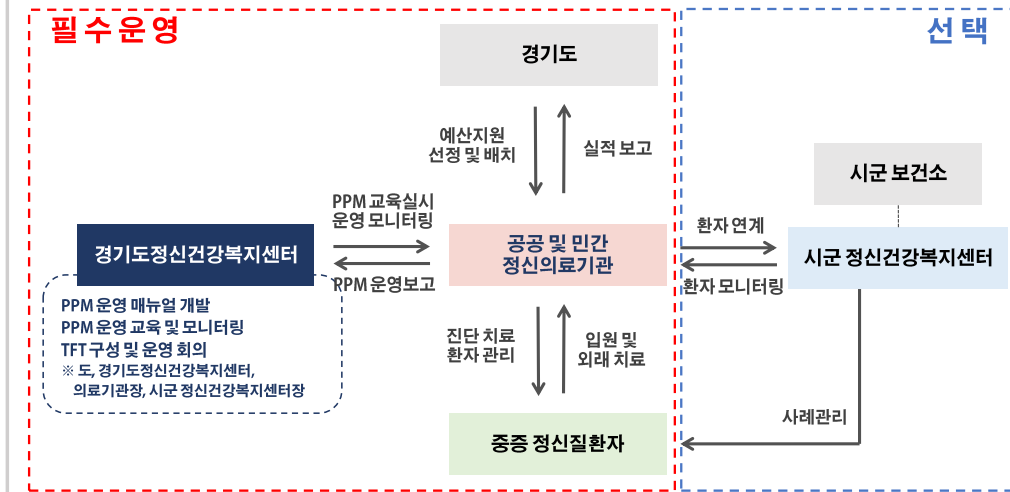 필수운영
선택
경기도
예산지원
선정 및 배치
실적 보고
시군 보건소
PPM 교육실시
운영 모니터링
경기도정신건강복지센터
공공 및 민간
정신의료기관
환자 연계
시군 정신건강복지센터
PPM 운영보고
환자 모니터링
PPM 운영 매뉴얼 개발
PPM 운영 교육 및 모니터링
TFT 구성 및 운영 회의
※ 도, 경기도정신건강복지센터,
의료기관장, 시군 정신건강복지센터장
진단 치료
환자 관리
입원 및
외래 치료
사례관리
중증 정신질환자